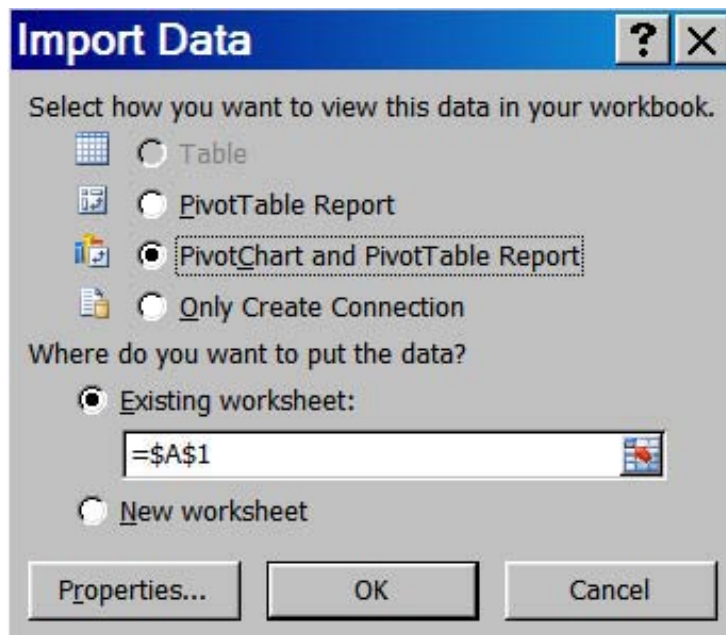 Import Data
Select how you want to view this data in your workbook.
Table
PivotTable Report
PivotChart and PivotTable Report
Only Create Connection
Where do you want to put the data?
Existing worksheet:
=$A$1
New worksheet
Properties... OK Cancel